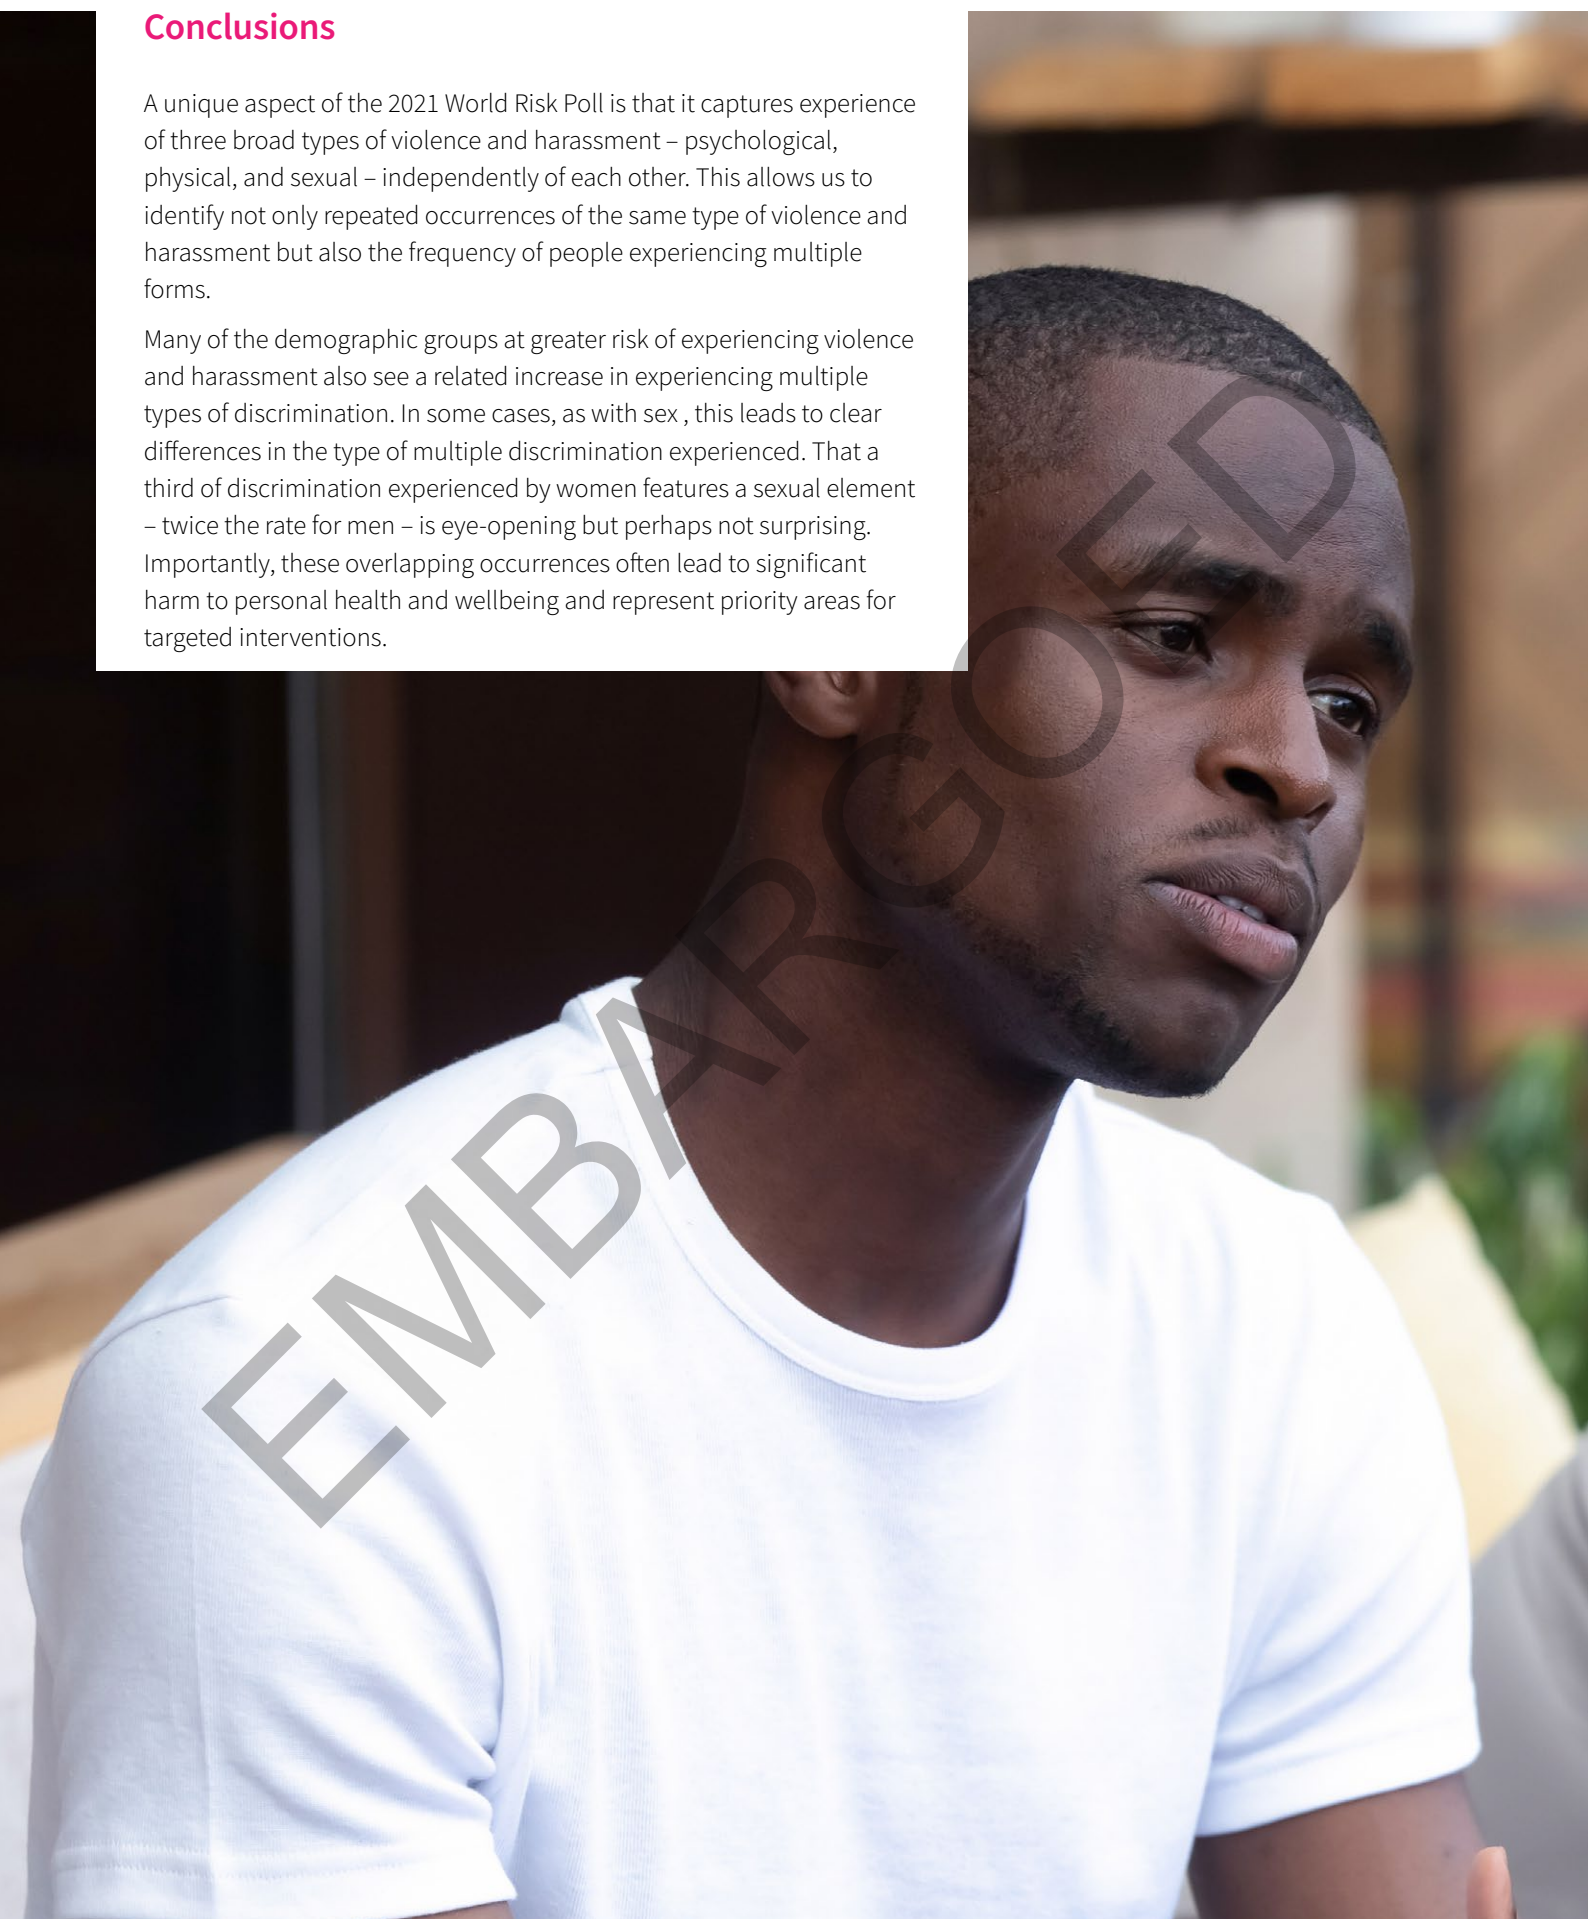 Conclusions
A unique aspect of the 2021 World Risk Poll is that it captures experience
of three broad types of violence and harassment – psychological,
physical, and sexual – independently of each other. This allows us to
identify not only repeated occurrences of the same type of violence and
harassment but also the frequency of people experiencing multiple
forms.
Many of the demographic groups at greater risk of experiencing violence
and harassment also see a related increase in experiencing multiple
types of discrimination. In some cases, as with sex , this leads to clear
differences in the type of multiple discrimination experienced. That a
third of discrimination experienced by women features a sexual element
– twice the rate for men – is eye-opening but perhaps not surprising.
Importantly, these overlapping occurrences often lead to significant
harm to personal health and wellbeing and represent priority areas for
targeted interventions.
EMBARGOED